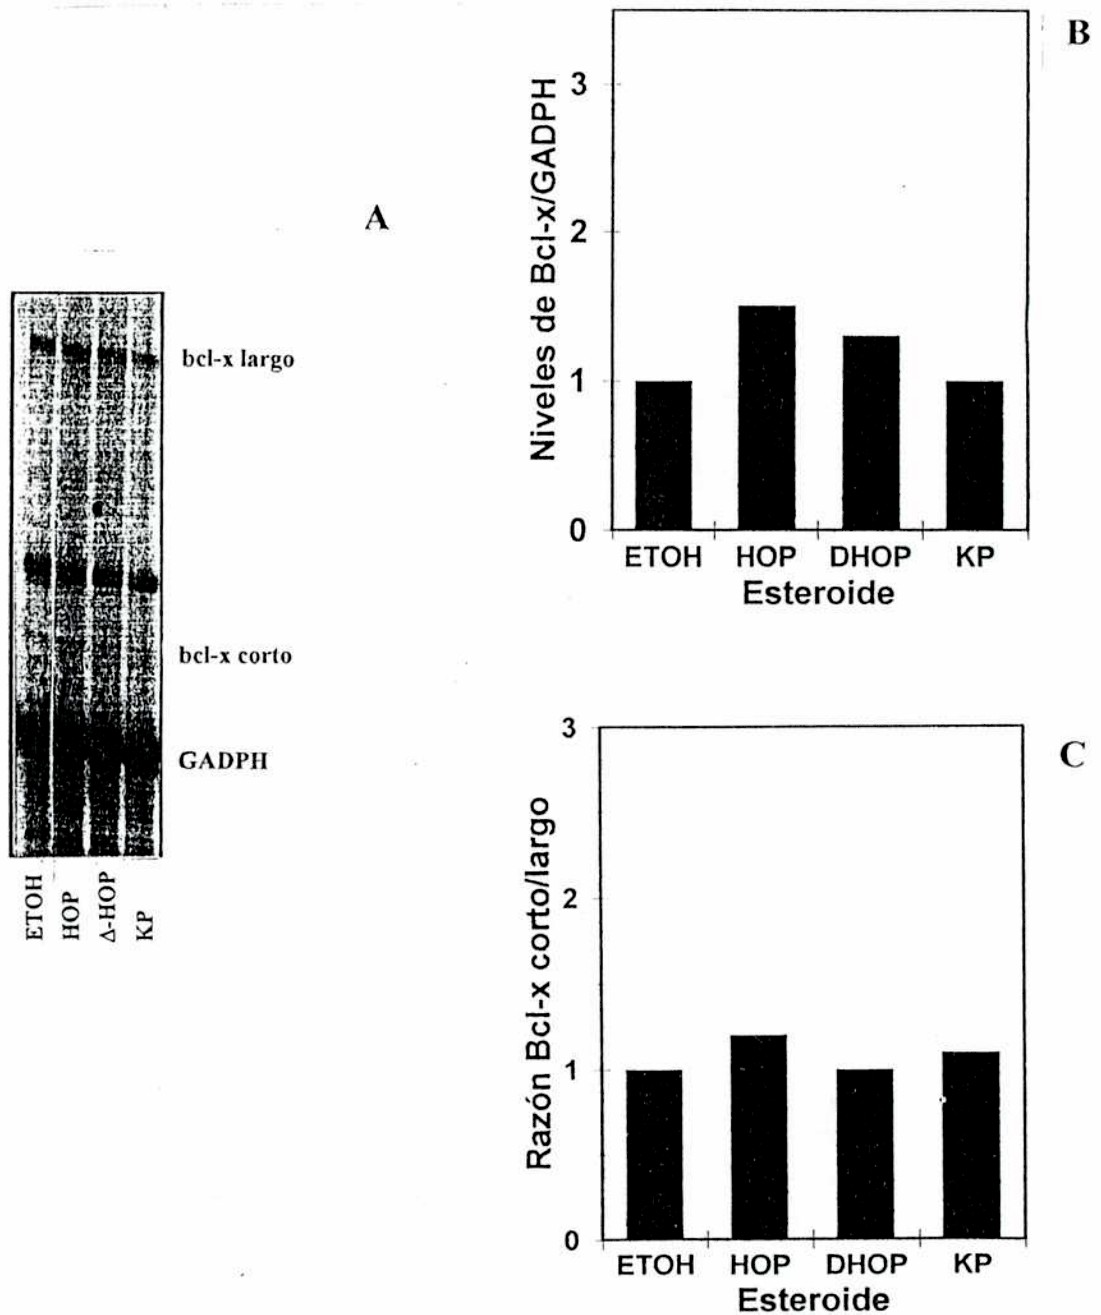 A
bcl-x largo
bcl-x corto
GADPH
ETOH
HOP
Δ-HOP
KP
B
Niveles de Bcl-x/GADPH
3
2
1
0
ETOH HOP DHOP KP
Esteroide
C
Razón Bcl-x corto/largo
3
2
1
0
ETOH HOP DHOP KP
Esteroide